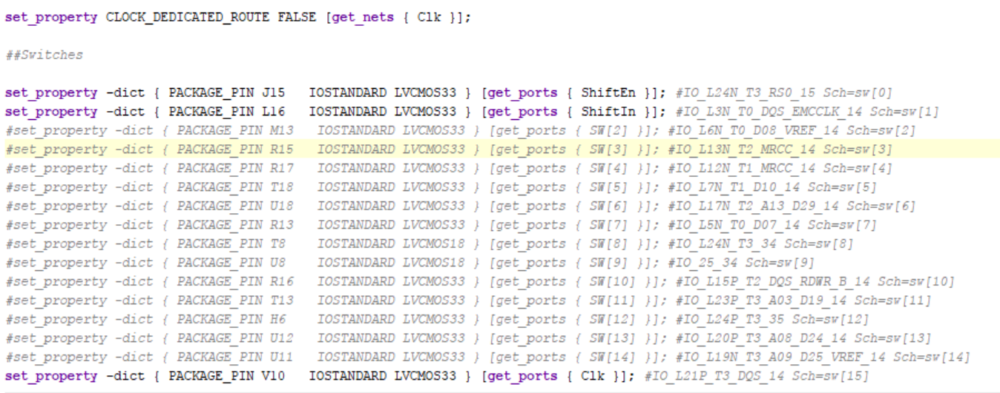 set_property CLOCK_DEDICATED_ROUTE FALSE [get_nets { Clk }];
##Switches
set_property -dict { PACKAGE_PIN J15   IOSTANDARD LVCMOS33 } [get_ports { ShiftEn }]; #IO_L24N_T3_RS0_15 Sch=sw[0]
set_property -dict { PACKAGE_PIN L16   IOSTANDARD LVCMOS33 } [get_ports { ShiftIn }]; #IO_L3N_T0_DQS_EMCCLK_14 Sch=sw[1]
#set_property -dict { PACKAGE_PIN M13   IOSTANDARD LVCMOS33 } [get_ports { SW[2] }]; #IO_L6N_T0_D08_VREF_14 Sch=sw[2]
#set_property -dict { PACKAGE_PIN R15   IOSTANDARD LVCMOS33 } [get_ports { SW[3] }]; #IO_L13N_T2_MRCC_14 Sch=sw[3]
#set_property -dict { PACKAGE_PIN R17   IOSTANDARD LVCMOS33 } [get_ports { SW[4] }]; #IO_L12N_T1_MRCC_14 Sch=sw[4]
#set_property -dict { PACKAGE_PIN T18   IOSTANDARD LVCMOS33 } [get_ports { SW[5] }]; #IO_L7N_T1_D10_14 Sch=sw[5]
#set_property -dict { PACKAGE_PIN U18   IOSTANDARD LVCMOS33 } [get_ports { SW[6] }]; #IO_L17N_T2_A13_D29_14 Sch=sw[6]
#set_property -dict { PACKAGE_PIN R13   IOSTANDARD LVCMOS33 } [get_ports { SW[7] }]; #IO_L5N_T0_D07_14 Sch=sw[7]
#set_property -dict { PACKAGE_PIN T8    IOSTANDARD LVCMOS18 } [get_ports { SW[8] }]; #IO_L24N_T3_34 Sch=sw[8]
#set_property -dict { PACKAGE_PIN U8    IOSTANDARD LVCMOS18 } [get_ports { SW[9] }]; #IO_25_34 Sch=sw[9]
#set_property -dict { PACKAGE_PIN R16   IOSTANDARD LVCMOS33 } [get_ports { SW[10] }]; #IO_L15P_T2_DQS_RDWR_B_14 Sch=sw[10]
#set_property -dict { PACKAGE_PIN T13   IOSTANDARD LVCMOS33 } [get_ports { SW[11] }]; #IO_L23P_T3_A03_D19_14 Sch=sw[11]
#set_property -dict { PACKAGE_PIN H6    IOSTANDARD LVCMOS33 } [get_ports { SW[12] }]; #IO_L24P_T3_35 Sch=sw[12]
#set_property -dict { PACKAGE_PIN U12   IOSTANDARD LVCMOS33 } [get_ports { SW[13] }]; #IO_L20P_T3_A08_D24_14 Sch=sw[13]
#set_property -dict { PACKAGE_PIN U11   IOSTANDARD LVCMOS33 } [get_ports { SW[14] }]; #IO_L19N_T3_A09_D25_VREF_14 Sch=sw[14]
set_property -dict { PACKAGE_PIN V10   IOSTANDARD LVCMOS33 } [get_ports { Clk }]; #IO_L21P_T3_DQS_14 Sch=sw[15]